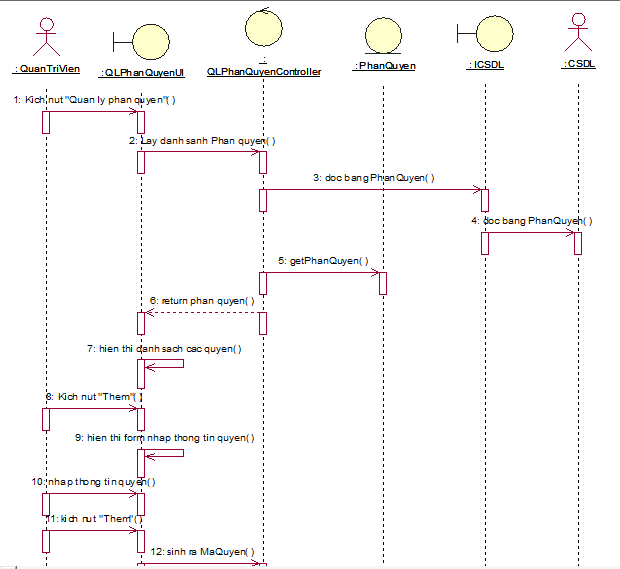 : QuanTriVien
: QLPhanQuyenUI
:
QLPhanQuyenController
: PhanQuyen
: ICSDL
: CSDL
1: Kich nut "Quan ly phan quyen"( )
2: Lay danh sanh Phan quyen( )
3: doc bang PhanQuyen( )
4: doc bang PhanQuyen( )
5: getPhanQuyen( )
6: return phan quyen( )
7: hien thi danh sach cac quyen( )
8: Kich nut "Them"( )
9: hien thi form nhap thong tin quyen( )
10: nhap thong tin quyen( )
11: kich nut "Them"( )
12: sinh ra MaQuyen( )